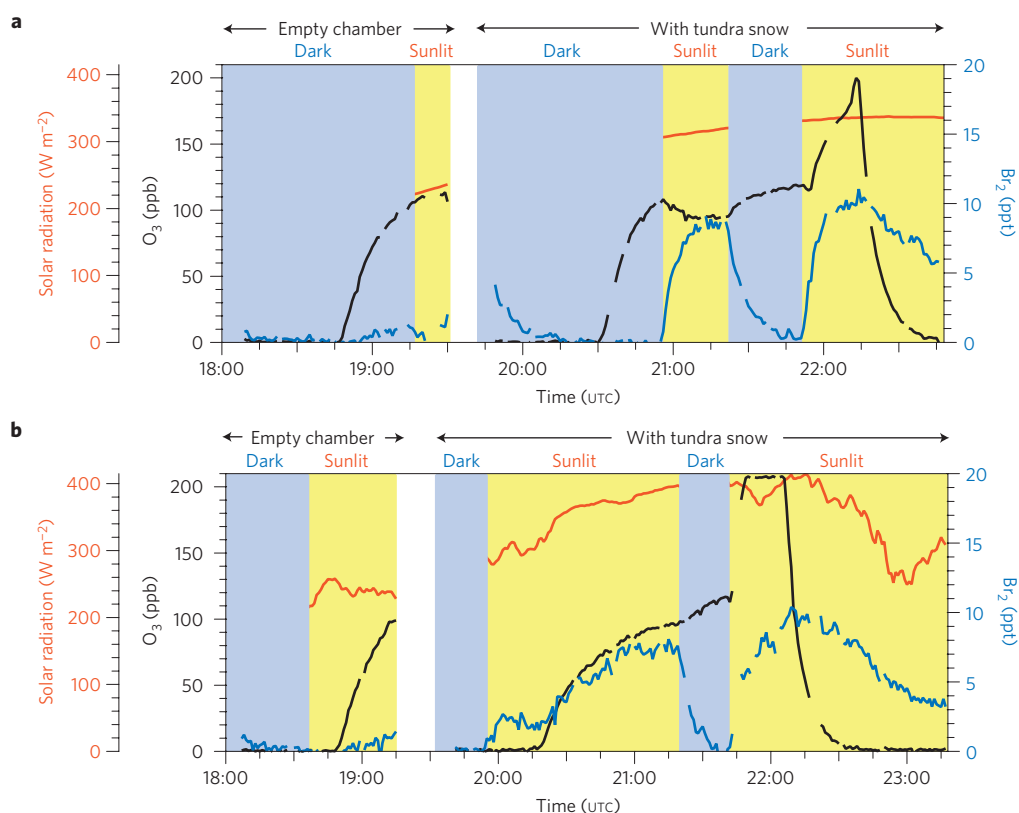 a
Empty chamber
With tundra snow
Dark
Sunlit
Dark
Sunlit
Dark
Sunlit
400
300
200
100
0
Solar radiation (W m⁻²)
200
150
100
50
0
O₃ (ppb)
20
15
10
5
0
Br₂ (ppt)
18:00
19:00
20:00
21:00
22:00
Time (UTC)
b
Empty chamber
With tundra snow
Dark
Sunlit
Dark
Sunlit
Dark
Sunlit
400
300
200
100
0
Solar radiation (W m⁻²)
200
150
100
50
0
O₃ (ppb)
20
15
10
5
0
Br₂ (ppt)
18:00
19:00
20:00
21:00
22:00
23:00
Time (UTC)